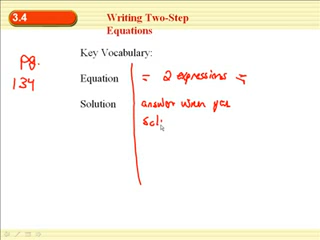 3.4 Writing Two-Step
Equations
Key Vocabulary:
pg.
134
Equation = 2 expressions =
Solution answer when you
Sol